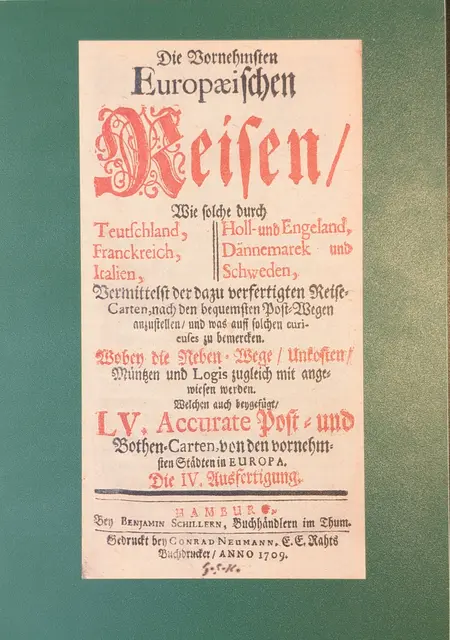 Die Vornehmsten
Europæischen
Reisen/
Wie solche durch
Teutschland, Holl- und Engeland,
Franckreich, Dännemarck und
Italien, Schweden,
Vermittelst der dazu verfertigten Reise-
Carten, nach den bequemsten Post-Wegen
anzustellen/ und was auff solchen curi-
euses zu bemercken.
Wobey die Neben-Wege/ Unkosten/
Müntzen und Logis zugleich mit ange-
wiesen werden.
Welchen auch beygefügt/
LV. Accurate Post- und
Bothen-Carten, von den vornehm-
sten Städten in EUROPA.
Die IV. Ausfertigung.
HAMBURG,
Bey BENJAMIN SCHILLERN, Buchhändlern im Thum.
Gedruckt bey CONRAD NEUMANN, E. E. Rahts
Buchdrucker/ ANNO 1709.